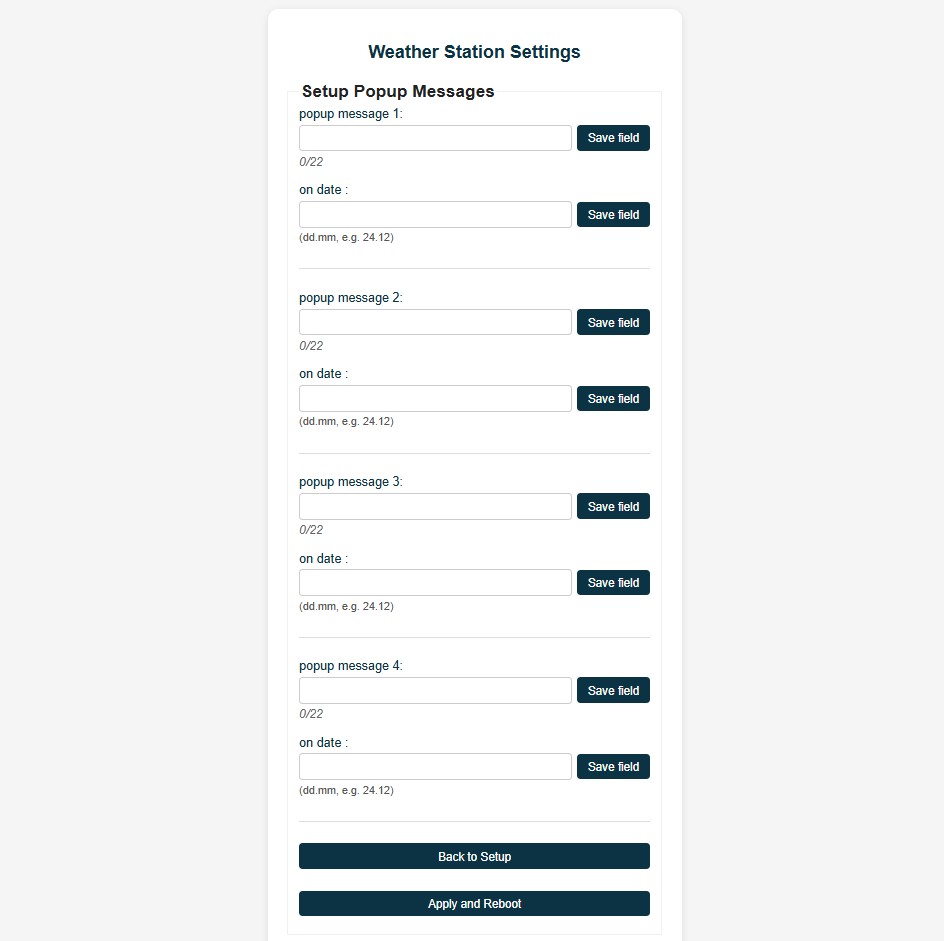 Weather Station Settings
Setup Popup Messages
popup message 1:
Save field
0/22
on date :
Save field
(dd.mm, e.g. 24.12)
popup message 2:
Save field
0/22
on date :
Save field
(dd.mm, e.g. 24.12)
popup message 3:
Save field
0/22
on date :
Save field
(dd.mm, e.g. 24.12)
popup message 4:
Save field
0/22
on date :
Save field
(dd.mm, e.g. 24.12)
Back to Setup
Apply and Reboot